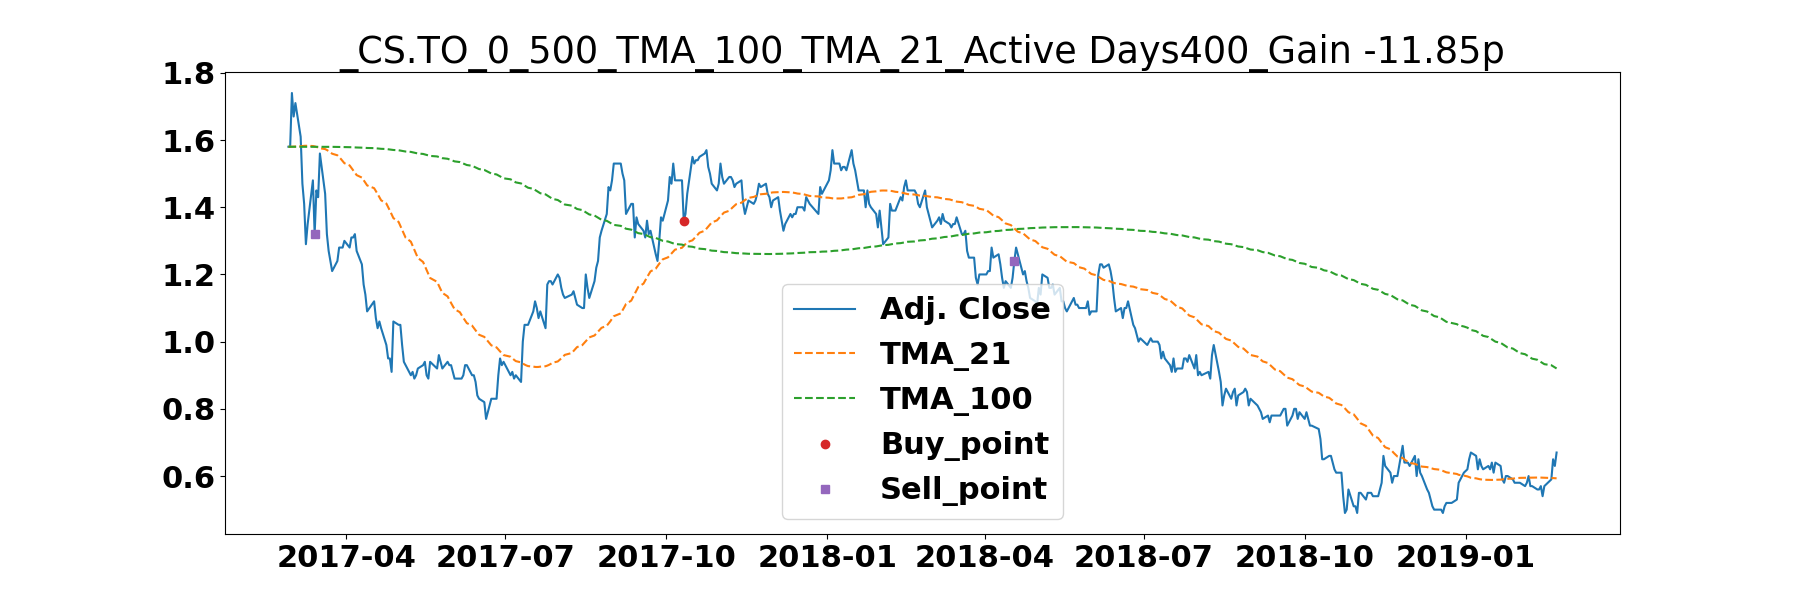 _CS.TO_0_500_TMA_100_TMA_21_Active Days400_Gain -11.85p
1.8
1.6
1.4
1.2
1.0
0.8
0.6
Adj. Close
TMA_21
TMA_100
Buy_point
Sell_point
2017-04 2017-07 2017-10 2018-01 2018-04 2018-07 2018-10 2019-01